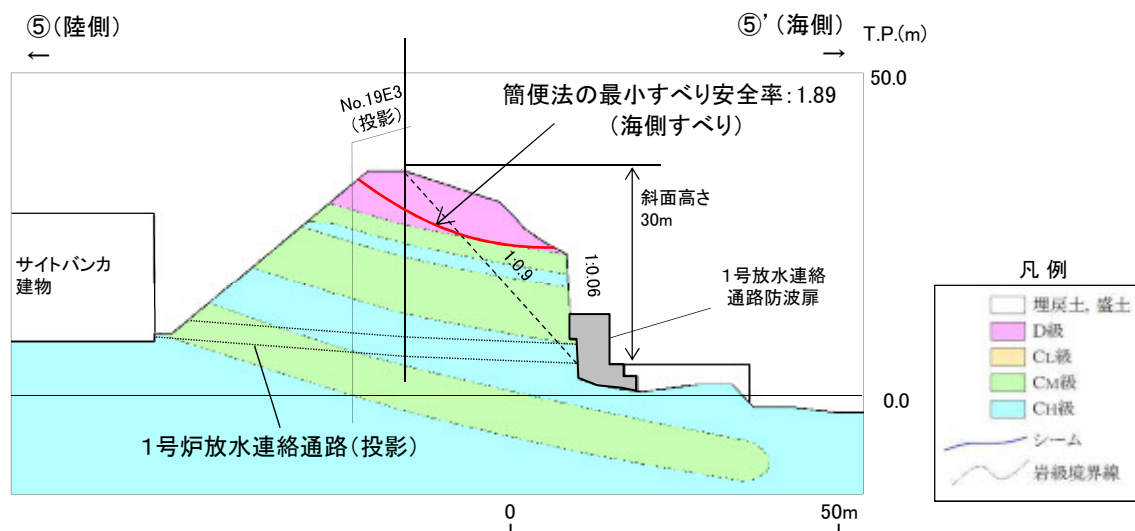 ⑤(陸側)
←
⑤’(海側)
→
T.P.(m)
50.0
No.19E3
(投影)
簡便法の最小すべり安全率:1.89
(海側すべり)
斜面高さ
30m
サイトバンカ
建物
1:0.9
1:0.06
1号放水連絡
通路防波扉
凡 例
埋戻土, 盛土
D級
CL級
CM級
CH級
シーム
岩級境界線
0.0
1号炉放水連絡通路(投影)
0
50m